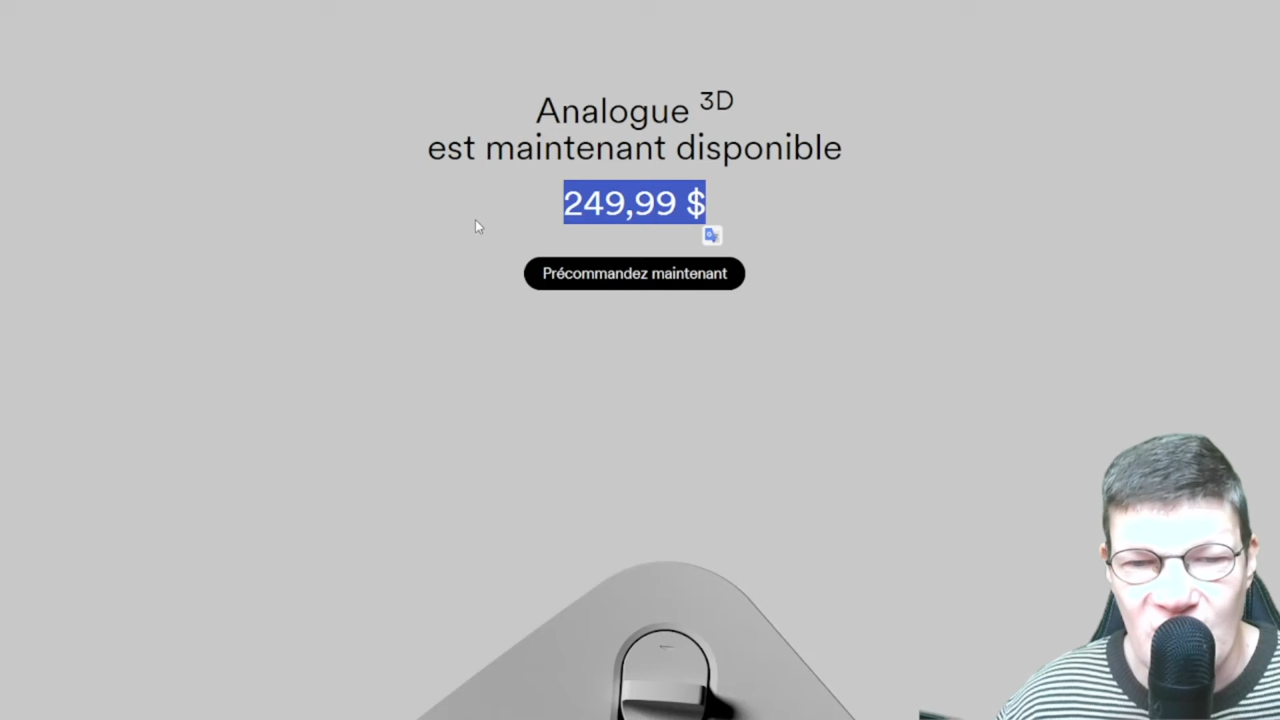 Analogue 3D
est maintenant disponible
249,99 $
Précommandez maintenant